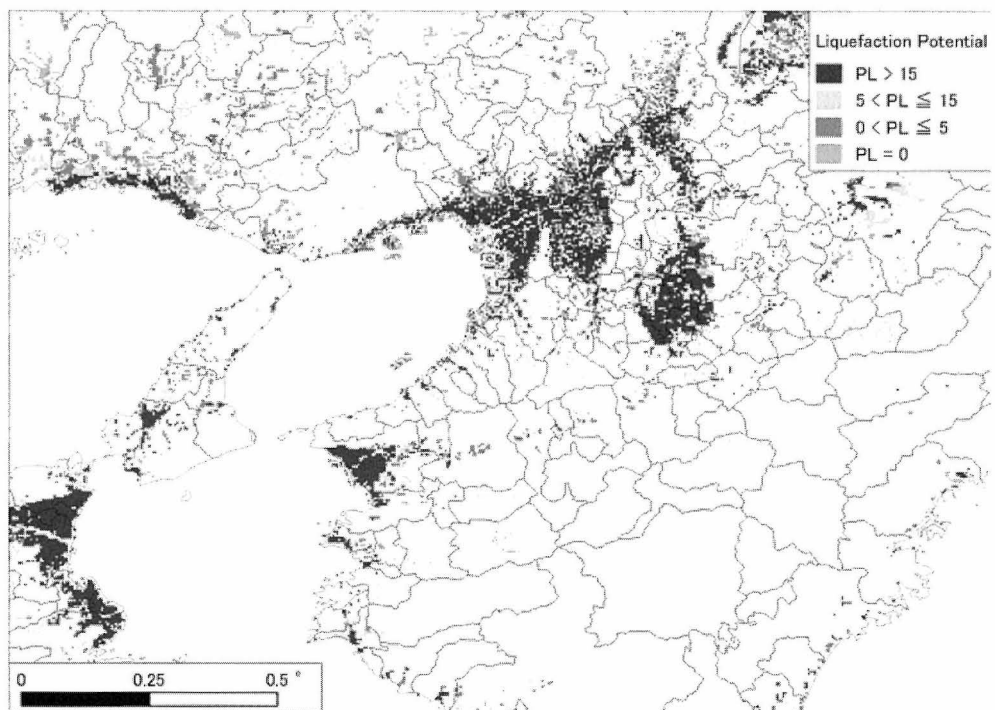 Liquefaction Potential
PL > 15
5 < PL ≦ 15
0 < PL ≦ 5
PL = 0
0 0.25 0.5 °